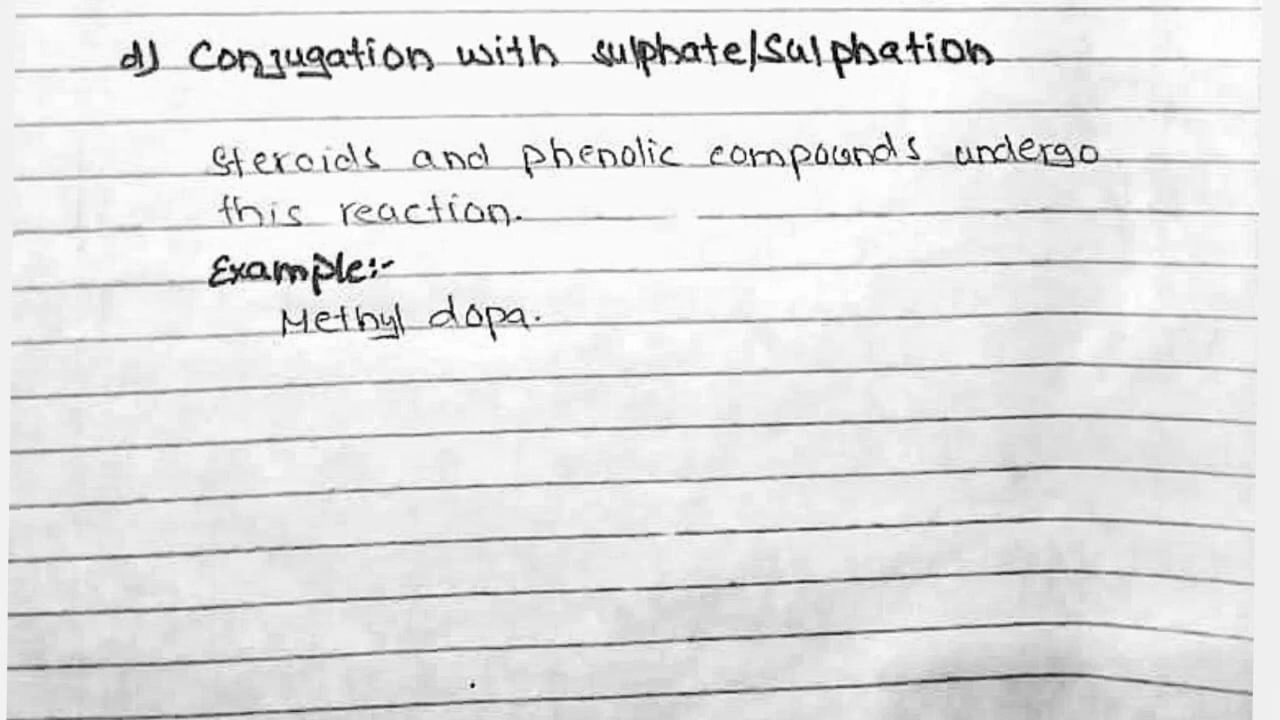 d) Conjugation with sulphate/Sulphation
Steroids and phenolic compounds undergo
this reaction.
Example:-
Methyl dopa.